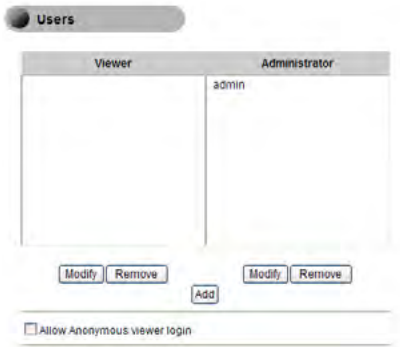 Users
Viewer Administrator
admin
Modify Remove Modify Remove
Add
Allow Anonymous viewer login